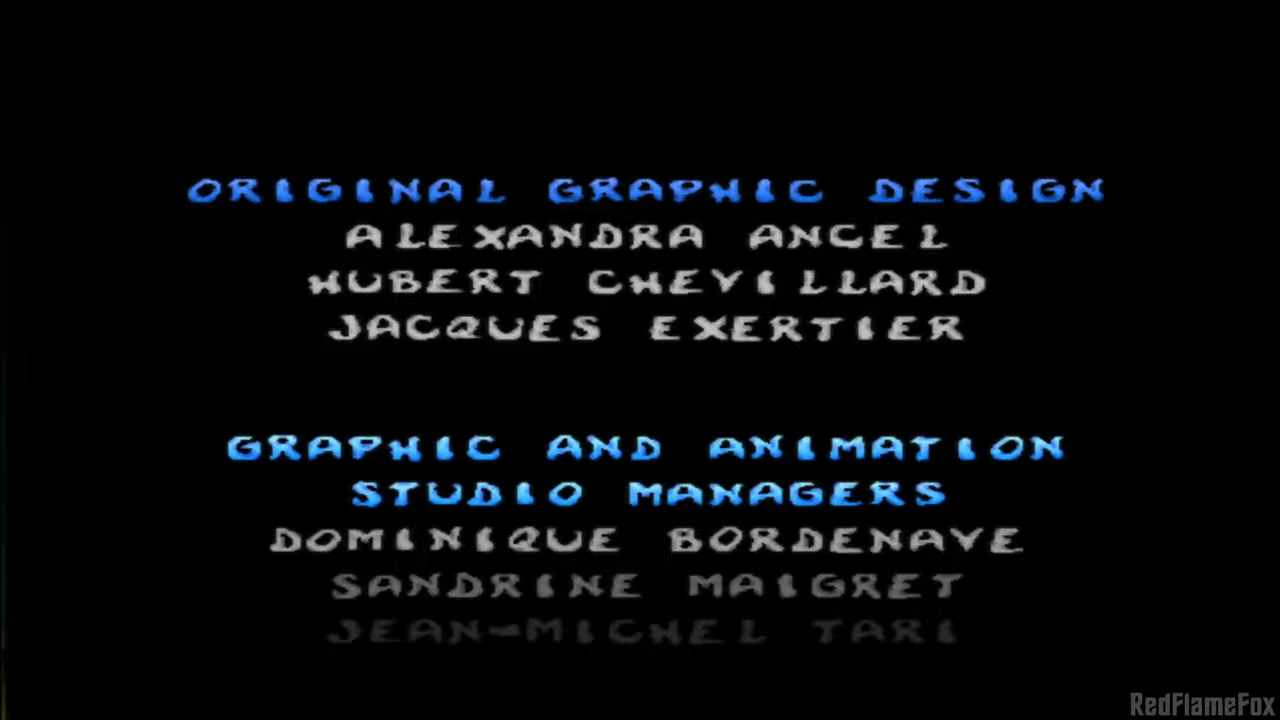 ORIGINAL GRAPHIC DESIGN
ALEXANDRA ANGEL
HUBERT CHEVILLARD
JACQUES EXERTIER
GRAPHIC AND ANIMATION
STUDIO MANAGERS
DOMINIQUE BORDENAVE
SANDRINE MAIGRET
JEAN-MICHEL TARI
RedFlameFox